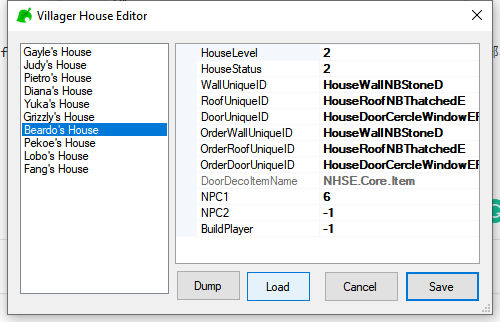 Villager House Editor
Gayle's House
Judy's House
Pietro's House
Diana's House
Yuka's House
Grizzly's House
Beardo's House
Pekoe's House
Lobo's House
Fang's House
HouseLevel 2
HouseStatus 2
WallUniqueID HouseWallNBStoneD
RoofUniqueID HouseRoofNBThatchedE
DoorUniqueID HouseDoorCercleWindowEF
OrderWallUniqueID HouseWallNBStoneD
OrderRoofUniqueID HouseRoofNBThatchedE
OrderDoorUniqueID HouseDoorCercleWindowEF
DoorDecoItemName NHSE.Core.Item
NPC1 6
NPC2 -1
BuildPlayer -1
Dump Load Cancel Save